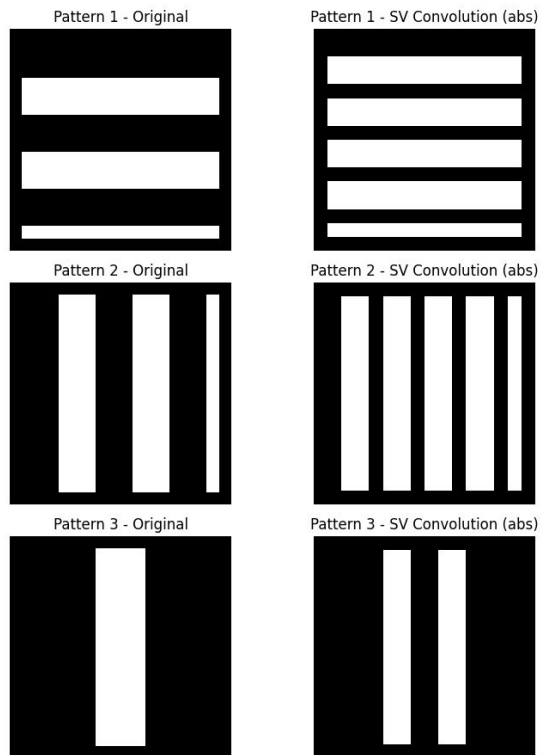 Pattern 1 - Original
Pattern 1 - SV Convolution (abs)
Pattern 2 - Original
Pattern 2 - SV Convolution (abs)
Pattern 3 - Original
Pattern 3 - SV Convolution (abs)